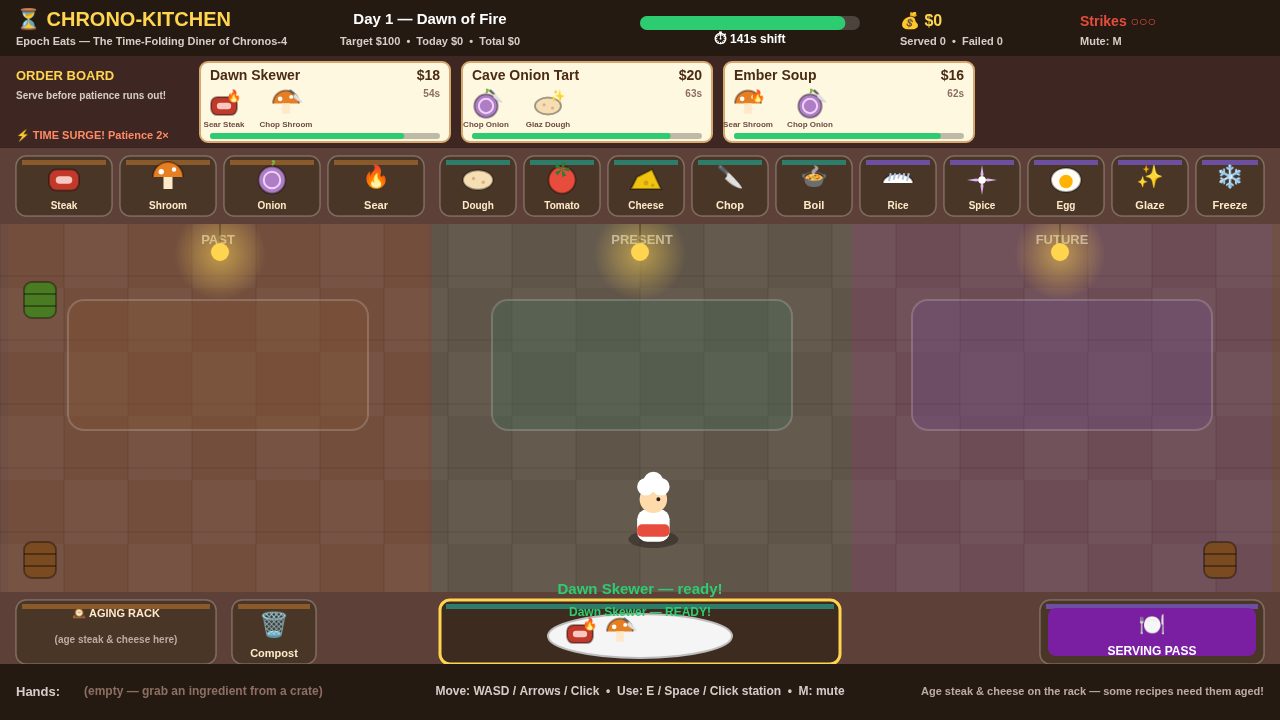 ⏳ CHRONO-KITCHEN
Epoch Eats — The Time-Folding Diner of Chronos-4
Day 1 — Dawn of Fire
Target $100 • Today $0 • Total $0
⏱ 141s shift
💰 $0
Served 0 • Failed 0
Strikes ○○○
Mute: M
ORDER BOARD
Serve before patience runs out!
⚡ TIME SURGE! Patience 2×
Dawn Skewer $18
54s
Sear Steak Chop Shroom
Cave Onion Tart $20
63s
Chop Onion Glaz Dough
Ember Soup $16
62s
Sear Shroom Chop Onion
Steak Shroom Onion Sear Dough Tomato Cheese Chop Boil Rice Spice Egg Glaze Freeze
PAST PRESENT FUTURE
Dawn Skewer — ready!
AGING RACK
(age steak & cheese here)
Compost
Dawn Skewer — READY!
SERVING PASS
Hands: (empty — grab an ingredient from a crate)
Move: WASD / Arrows / Click • Use: E / Space / Click station • M: mute
Age steak & cheese on the rack — some recipes need them aged!